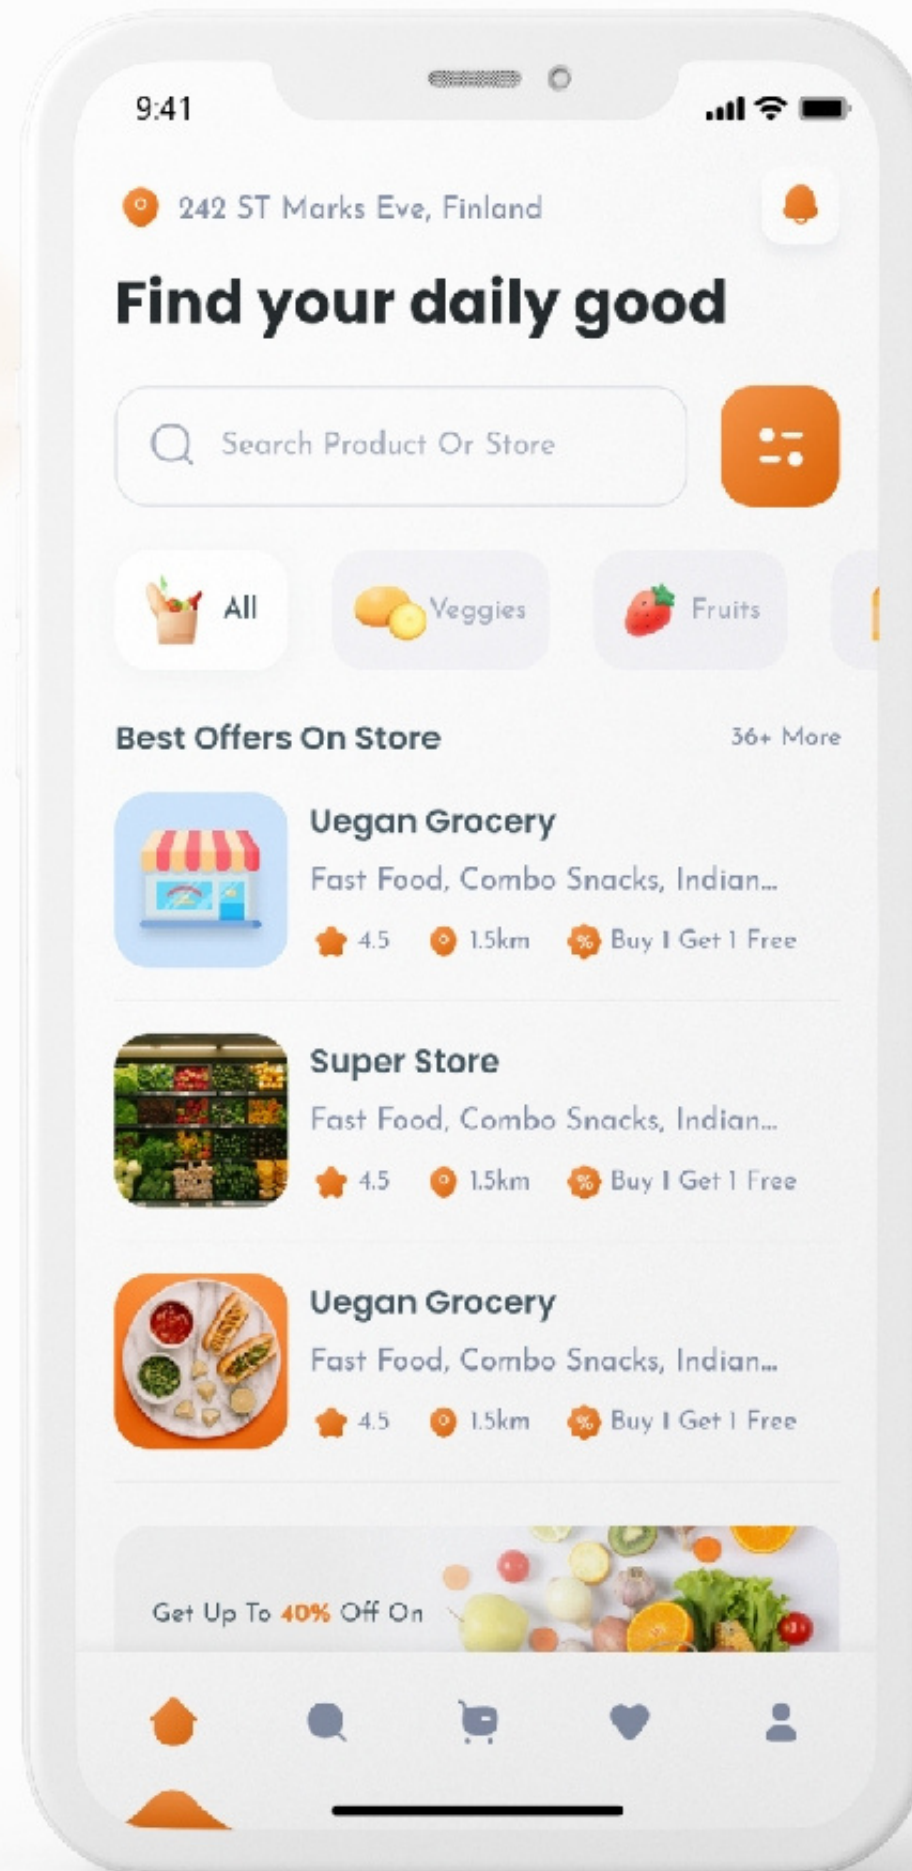 9:41
242 ST Marks Eve, Finland
Find your daily good
Search Product Or Store
All
Veggies
Fruits
Best Offers On Store
36+ More
Uegan Grocery
Fast Food, Combo Snacks, Indian...
4.5
1.5km
% Buy 1 Get 1 Free
Super Store
Fast Food, Combo Snacks, Indian...
4.5
1.5km
% Buy 1 Get 1 Free
Uegan Grocery
Fast Food, Combo Snacks, Indian...
4.5
1.5km
% Buy 1 Get 1 Free
Get Up To 40% Off On